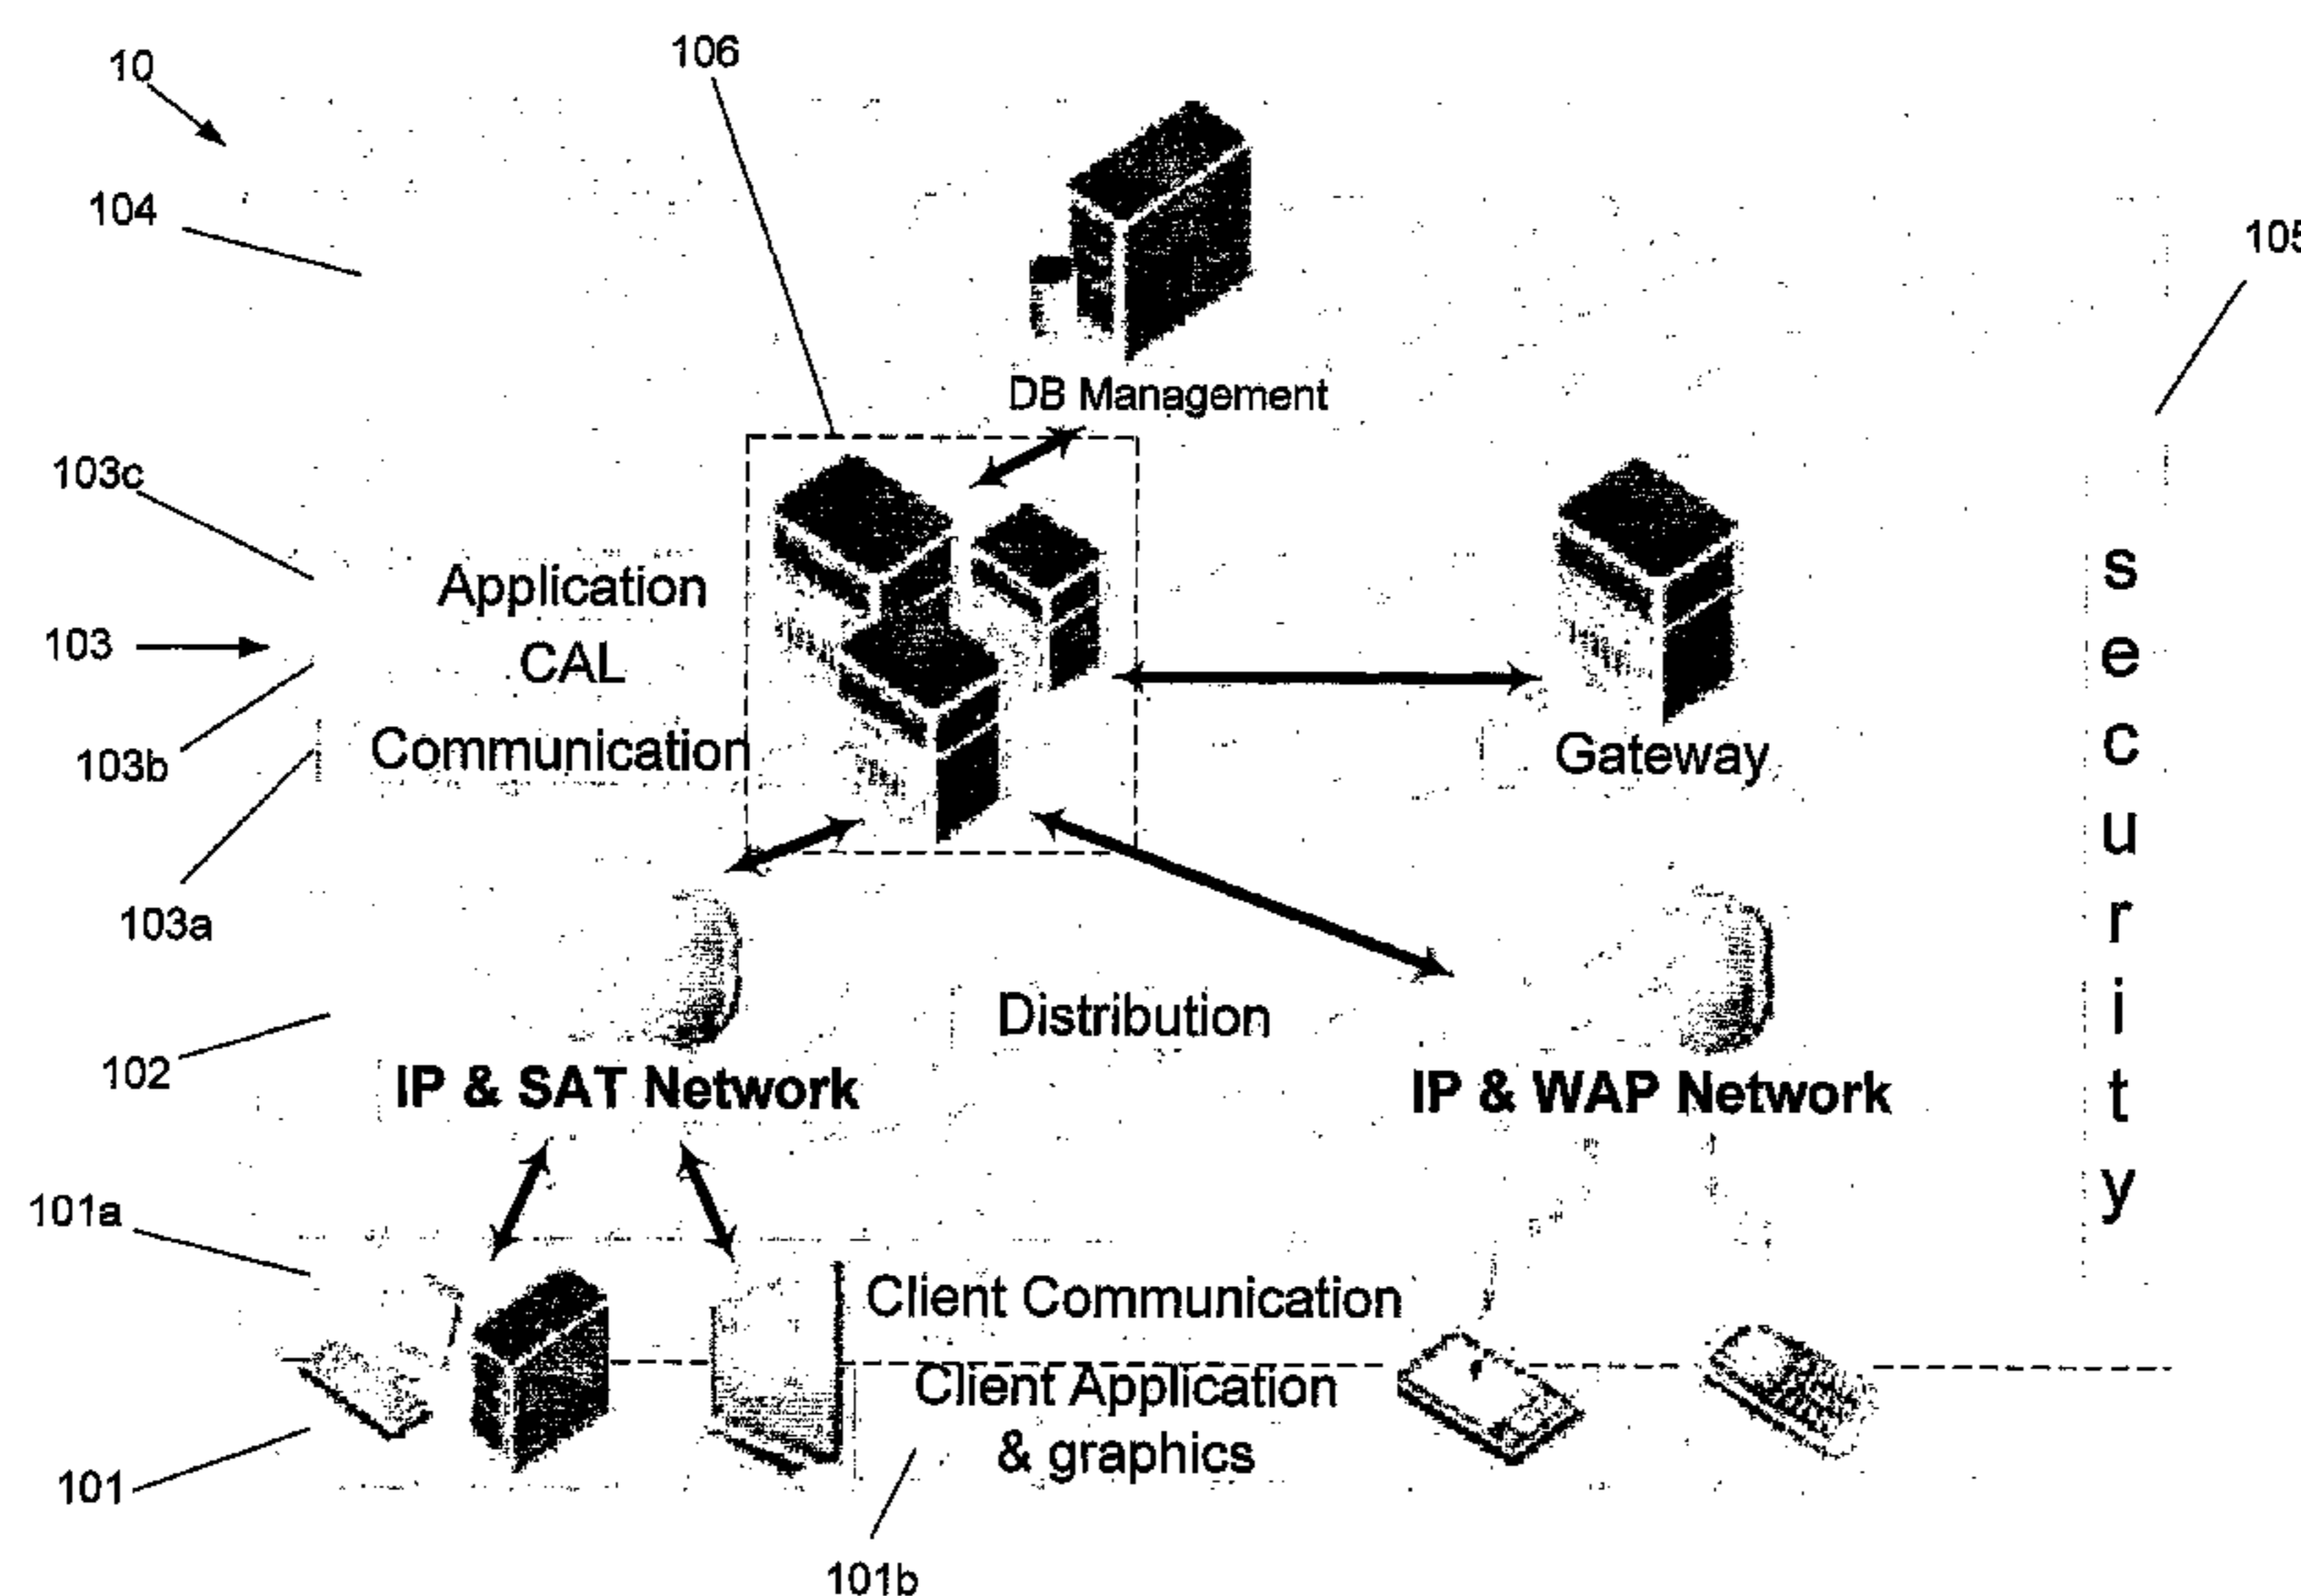 10
106
104
105
DB Management
103c
Application
103
CAL
103b
Communication
Gateway
103a
Distribution
102
IP & SAT Network
IP & WAP Network
security
101a
Client Communication
Client Application
& graphics
101
101b